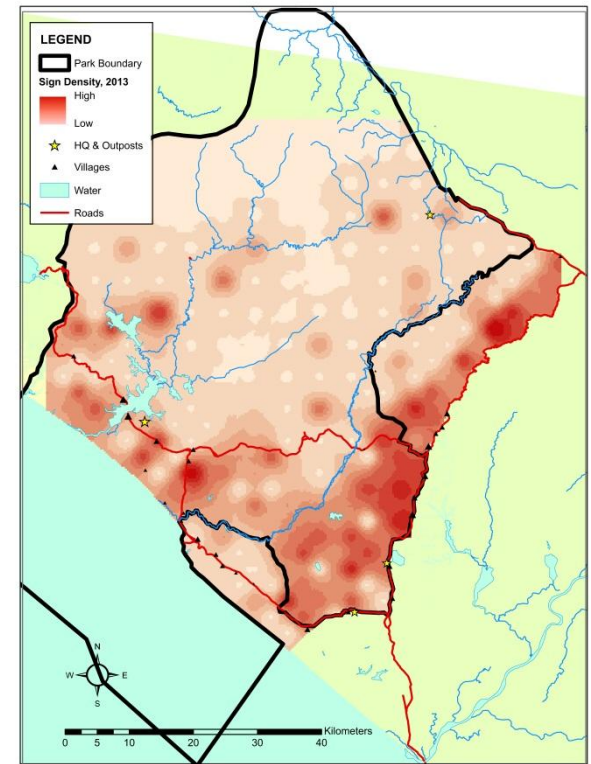 LEGEND
Park Boundary
Sign Density, 2013
High
Low
HQ & Outposts
Villages
Water
Roads
N
W E
S
Kilometers
0 5 10 20 30 40